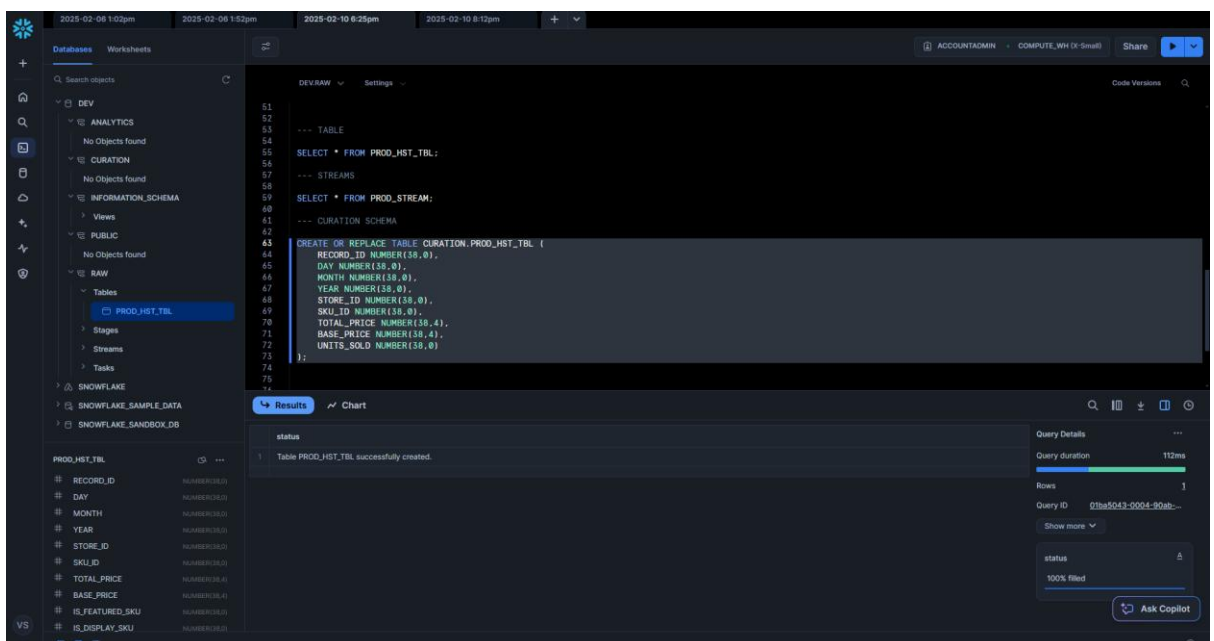 2025-02-06 1:02pm
2025-02-06 1:52pm
2025-02-10 6:25pm
2025-02-10 8:12pm
Databases
Worksheets
ACCOUNTADMIN
COMPUTE_WH (X-Small)
Share
Search objects
DEV
ANALYTICS
No Objects found
CURATION
No Objects found
INFORMATION_SCHEMA
Views
PUBLIC
No Objects found
RAW
Tables
PROD_HST_TBL
Stages
Streams
Tasks
SNOWFLAKE
SNOWFLAKE_SAMPLE_DATA
SNOWFLAKE_SANDBOX_DB
PROD_HST_TBL
RECORD_ID NUMBER(38,0)
DAY NUMBER(38,0)
MONTH NUMBER(38,0)
YEAR NUMBER(38,0)
STORE_ID NUMBER(38,0)
SKU_ID NUMBER(38,0)
TOTAL_PRICE NUMBER(38,4)
BASE_PRICE NUMBER(38,4)
IS_FEATURED_SKU NUMBER(38,0)
IS_DISPLAY_SKU NUMBER(38,0)
VS
DEV.RAW
Settings
Code Versions
51
52
53 --- TABLE
54
55 SELECT * FROM PROD_HST_TBL;
56
57 --- STREAMS
58
59 SELECT * FROM PROD_STREAM;
60
61 --- CURATION SCHEMA
62
63 CREATE OR REPLACE TABLE CURATION.PROD_HST_TBL (
64 RECORD_ID NUMBER(38,0),
65 DAY NUMBER(38,0),
66 MONTH NUMBER(38,0),
67 YEAR NUMBER(38,0),
68 STORE_ID NUMBER(38,0),
69 SKU_ID NUMBER(38,0),
70 TOTAL_PRICE NUMBER(38,4),
71 BASE_PRICE NUMBER(38,4),
72 UNITS_SOLD NUMBER(38,0)
73 );
74
75
Results
Chart
status
1 Table PROD_HST_TBL successfully created.
Query Details
Query duration 112ms
Rows 1
Query ID 01ba5043-0004-90ab-...
Show more
status A
100% filled
Ask Copilot